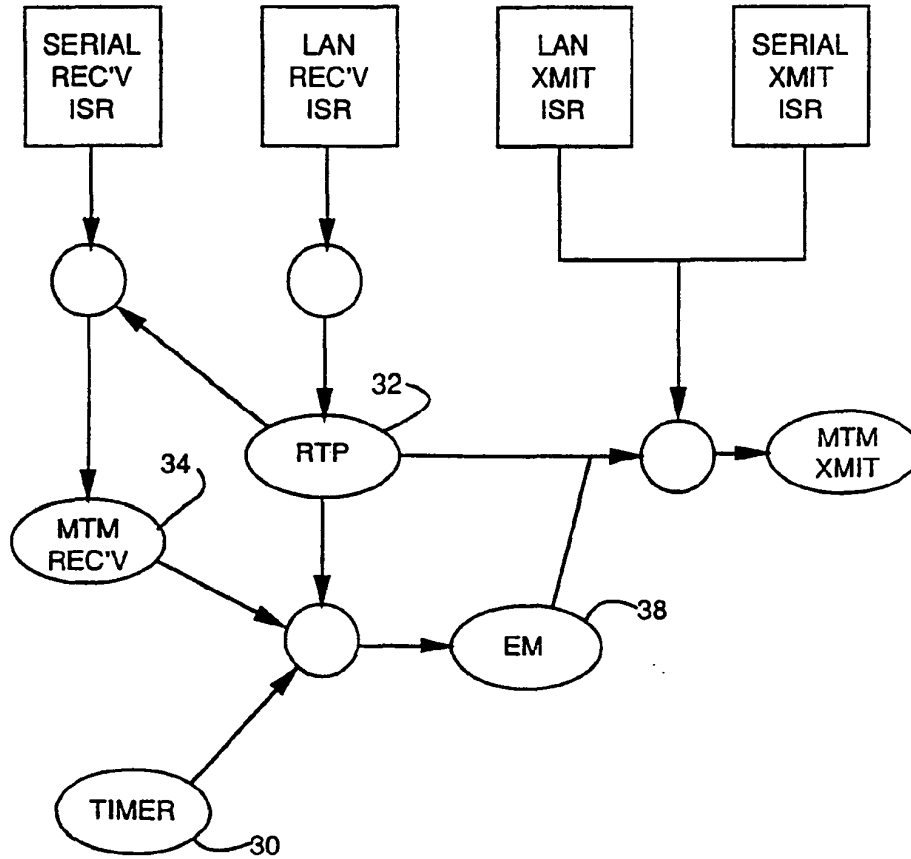 SERIAL
REC'V
ISR
LAN
REC'V
ISR
LAN
XMIT
ISR
SERIAL
XMIT
ISR
32
RTP
MTM
XMIT
34
MTM
REC'V
38
EM
TIMER
30